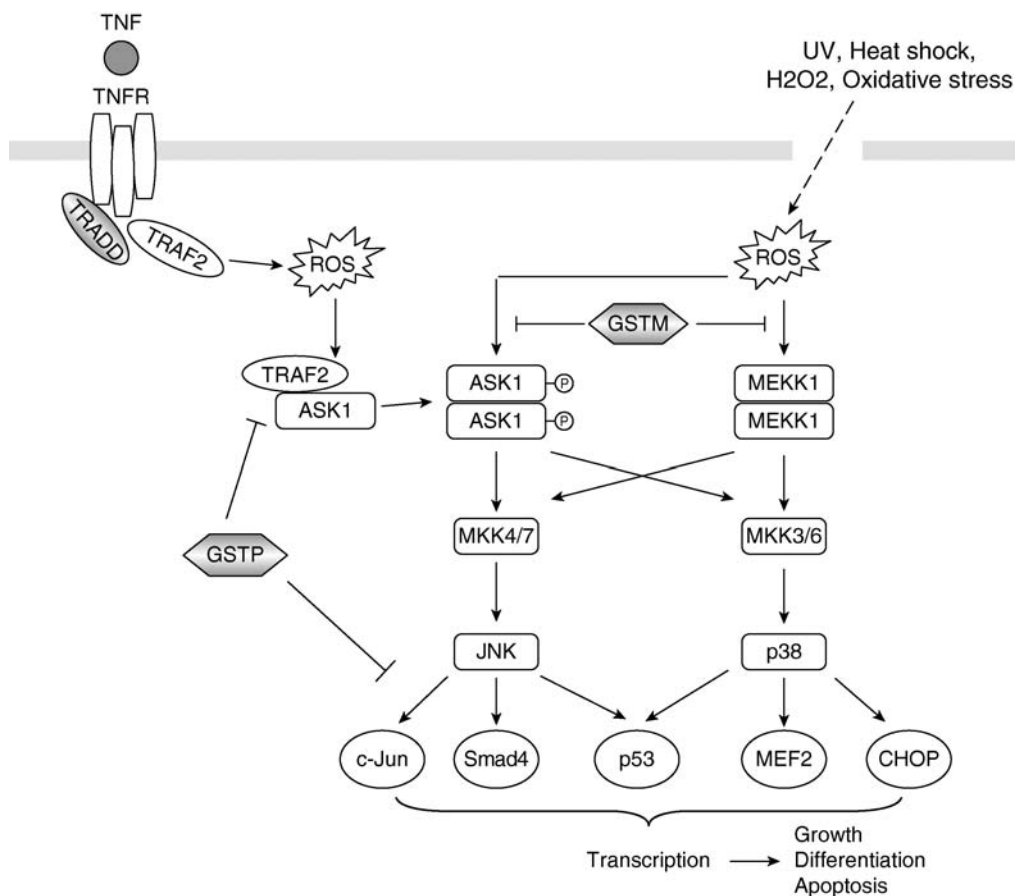 TNF
TNFR
UV, Heat shock,
H2O2, Oxidative stress
TRADD
TRAF2
ROS
ROS
GSTM
TRAF2
ASK1
ASK1
P
ASK1
P
MEKK1
MEKK1
GSTP
MKK4/7
MKK3/6
JNK
p38
c-Jun
Smad4
p53
MEF2
CHOP
Transcription
Growth
Differentiation
Apoptosis